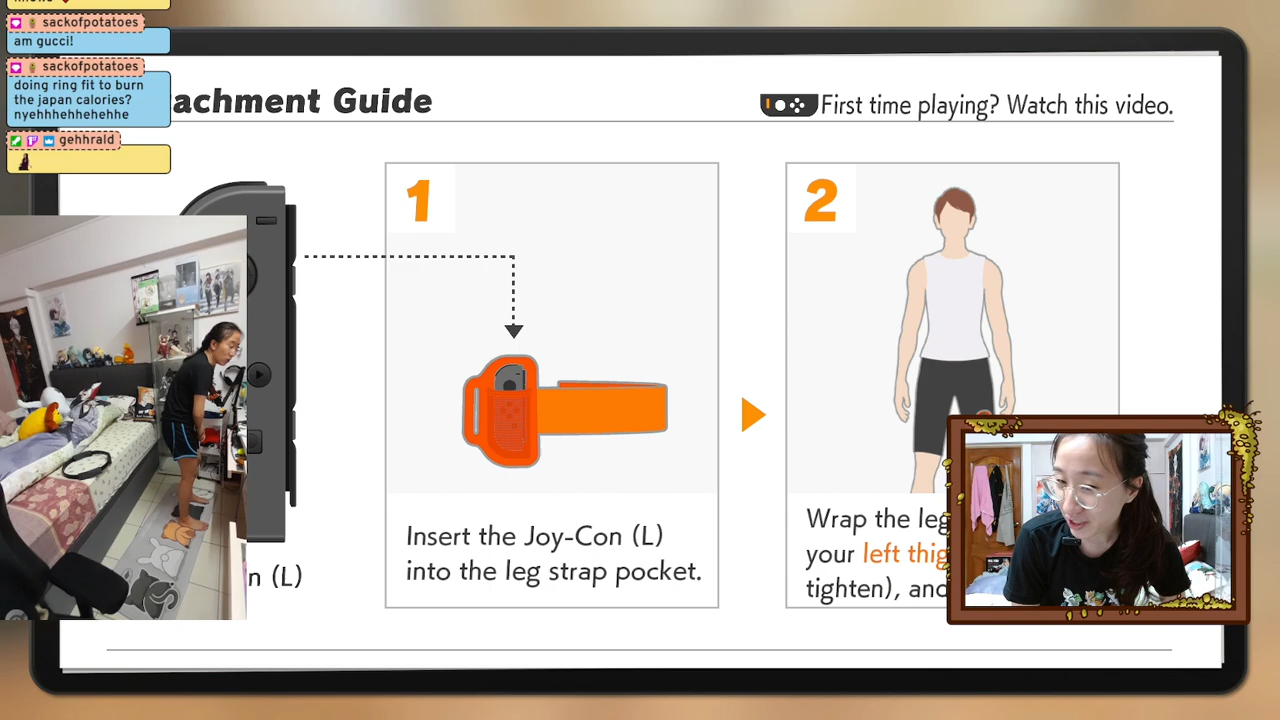 sackofpotatoes
am gucci!
sackofpotatoes
doing ring fit to burn
the japan calories?
nyehhhehhehehhe
gehhrald
achment Guide
First time playing? Watch this video.
1
2
n (L)
Insert the Joy-Con (L)
into the leg strap pocket.
Wrap the leg
your left thig
tighten), and